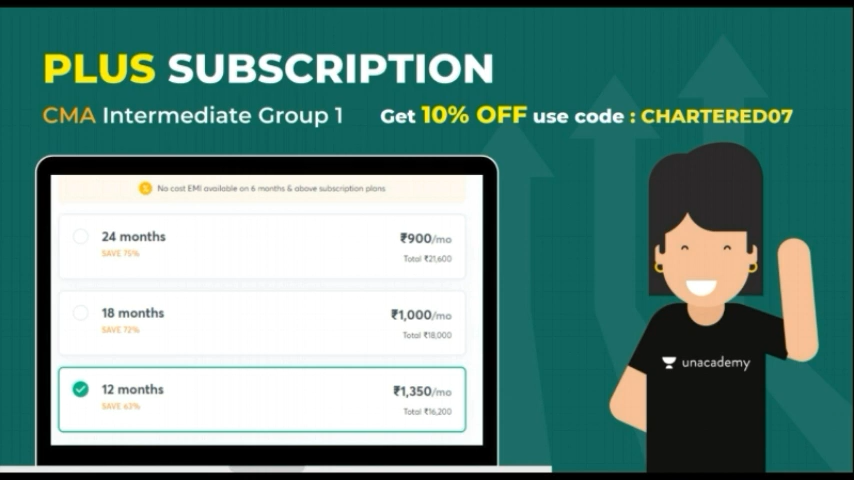 PLUS SUBSCRIPTION
CMA Intermediate Group 1
Get 10% OFF use code : CHARTERED07
No cost EMI available on 6 months & above subscription plans
24 months ₹900/mo
SAVE 75% Total ₹21,600
18 months ₹1,000/mo
SAVE 72% Total ₹18,000
12 months ₹1,350/mo
SAVE 63% Total ₹16,200
unacademy